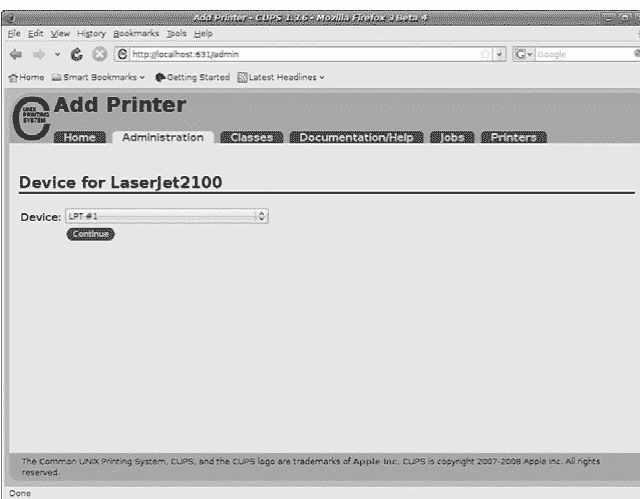 Add Printer - CUPS 1.3.6 - Mozilla Firefox 3 Beta 4
File Edit View History Bookmarks Tools Help
http://localhost:631/admin
Google
Home Smart Bookmarks Getting Started Latest Headlines
UNIX PRINTING SYSTEM
Add Printer
Home Administration Classes Documentation/Help Jobs Printers
Device for LaserJet2100
Device: LPT #1
Continue
The Common UNIX Printing System, CUPS, and the CUPS logo are trademarks of Apple Inc. CUPS is copyright 2007-2008 Apple Inc. All rights
reserved.
Done